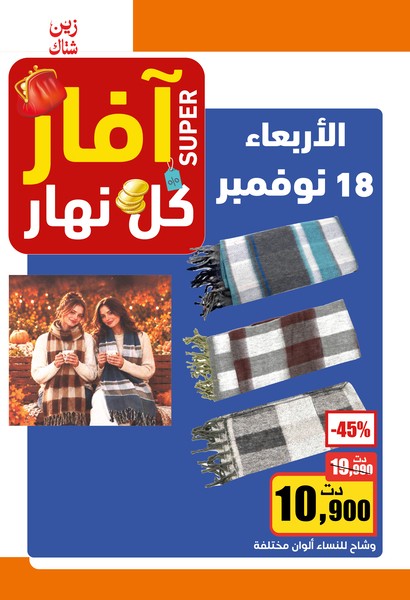 زين
شتاك
آفار
SUPER
كل نهار
الأربعاء
18 نوفمبر
-45%
19,990 دت
10,900 دت
وشاح للنساء ألوان مختلفة